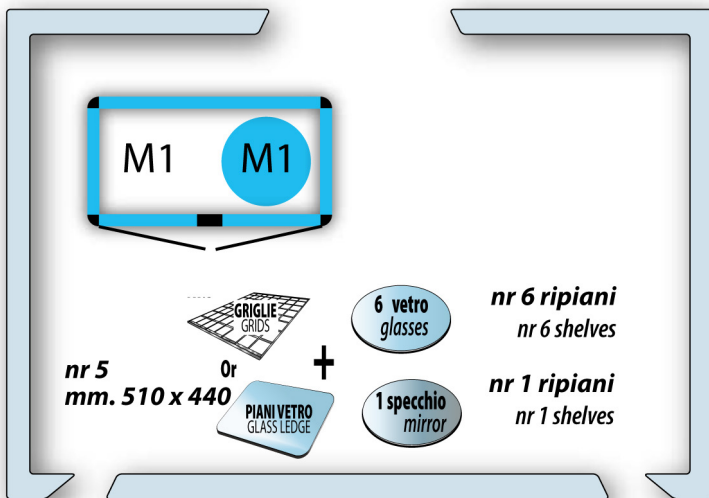 M1 M1
GRIGLIE
GRIDS
6 vetro
glasses
nr 6 ripiani
nr 6 shelves
nr 5
mm. 510 x 440
Or
+
PIANI VETRO
GLASS LEDGE
1 specchio
mirror
nr 1 ripiani
nr 1 shelves